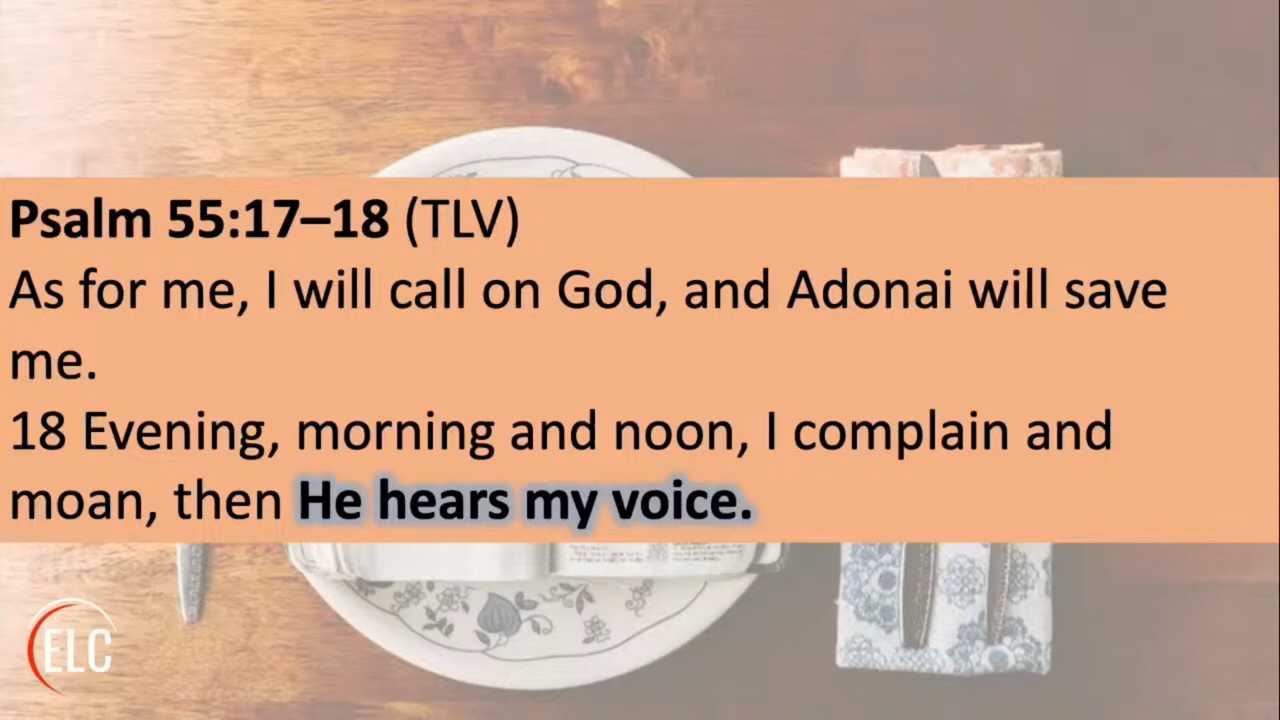 Psalm 55:17–18 (TLV)
As for me, I will call on God, and Adonai will save
me.
18 Evening, morning and noon, I complain and
moan, then He hears my voice.
ELC